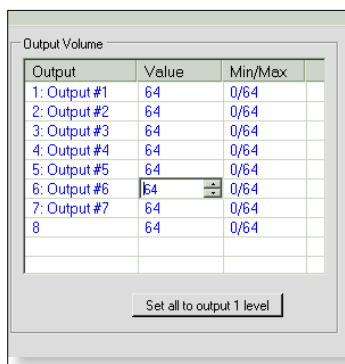 Output Volume
Output Value Min/Max
1: Output #1 64 0/64
2: Output #2 64 0/64
3: Output #3 64 0/64
4: Output #4 64 0/64
5: Output #5 64 0/64
6: Output #6 64 0/64
7: Output #7 64 0/64
8 64 0/64
Set all to output 1 level